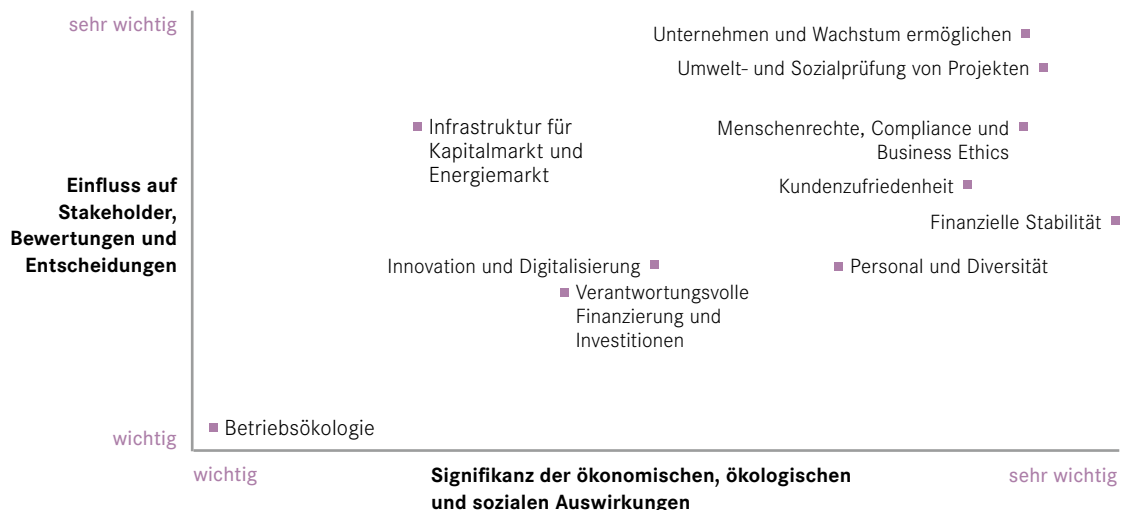 sehr wichtig
Unternehmen und Wachstum ermöglichen
Umwelt- und Sozialprüfung von Projekten
Infrastruktur für
Kapitalmarkt und
Energiemarkt
Menschenrechte, Compliance und
Business Ethics
Einfluss auf
Stakeholder,
Bewertungen und
Entscheidungen
Kundenzufriedenheit
Finanzielle Stabilität
Innovation und Digitalisierung
Personal und Diversität
Verantwortungsvolle
Finanzierung und
Investitionen
Betriebsökologie
wichtig
wichtig
Signifikanz der ökonomischen, ökologischen
und sozialen Auswirkungen
sehr wichtig